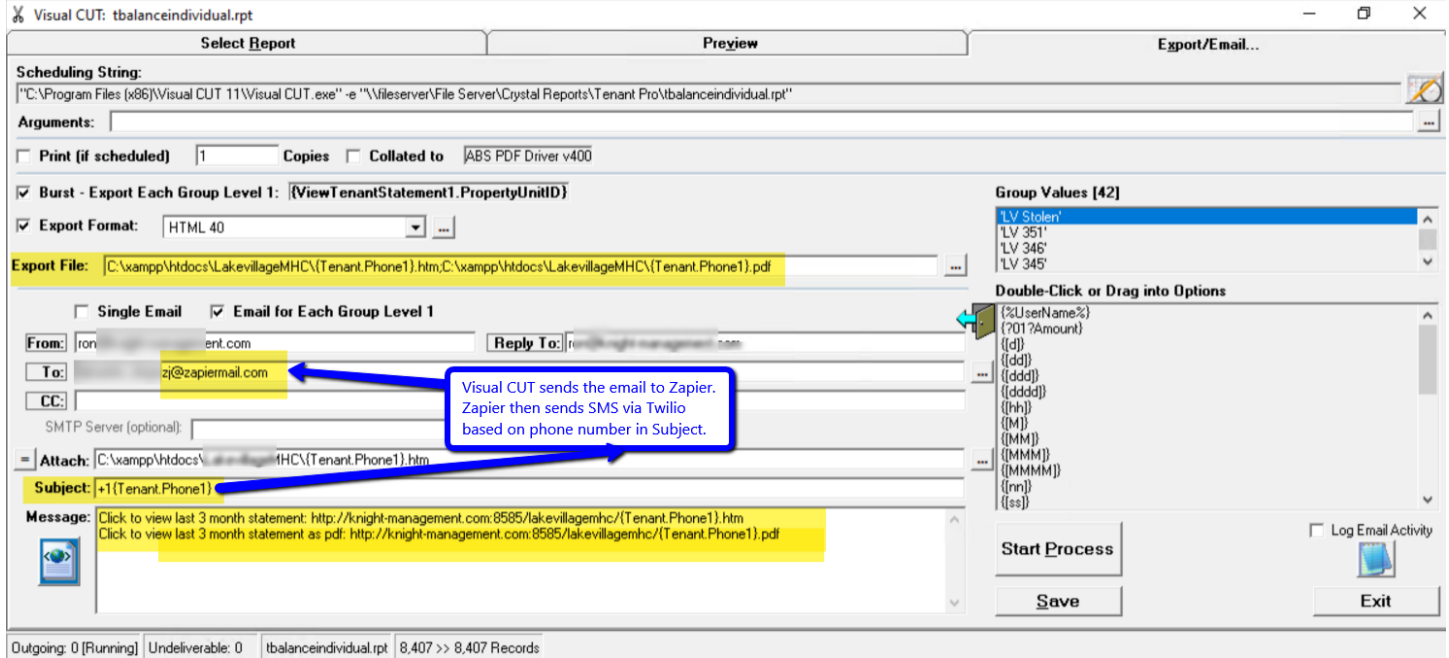 Visual CUT: tbalanceindividual.rpt
Select Report Preview Export/Email...
Scheduling String:
"C:\Program Files (x86)\Visual CUT 11\Visual CUT.exe" -e "\\fileserver\File Server\Crystal Reports\Tenant Pro\tbalanceindividual.rpt"
Arguments: ...
Print (if scheduled) 1 Copies Collated to ABS PDF Driver v400
Burst - Export Each Group Level 1: {ViewTenantStatement1.PropertyUnitID}
Export Format: HTML 40 ...
Export File: C:\xampp\htdocs\LakevillageMHC\{Tenant.Phone1}.htm;C:\xampp\htdocs\LakevillageMHC\{Tenant.Phone1}.pdf ...
Single Email Email for Each Group Level 1
From: ron ent.com Reply To:
To: zj@zapiermail.com ...
CC:
SMTP Server (optional):
= Attach: C:\xampp\htdocs\ MHC\{Tenant.Phone1}.htm ...
Subject: +1{Tenant.Phone1}
Message: Click to view last 3 month statement: http://knight-management.com:8585/lakevillagemhc/{Tenant.Phone1}.htm
Click to view last 3 month statement as pdf: http://knight-management.com:8585/lakevillagemhc/{Tenant.Phone1}.pdf
Visual CUT sends the email to Zapier.
Zapier then sends SMS via Twilio
based on phone number in Subject.
Group Values [42]
'LV Stolen'
'LV 351'
'LV 346'
'LV 345'
Double-Click or Drag into Options
{%UserName%}
{?01?Amount}
{[d]}
{[dd]}
{[ddd]}
{[dddd]}
{[hh]}
{[M]}
{[MM]}
{[MMM]}
{[MMMM]}
{[nn]}
{[ss]}
Start Process
Log Email Activity
Save
Exit
Outgoing: 0 [Running] Undeliverable: 0 tbalanceindividual.rpt 8,407 >> 8,407 Records